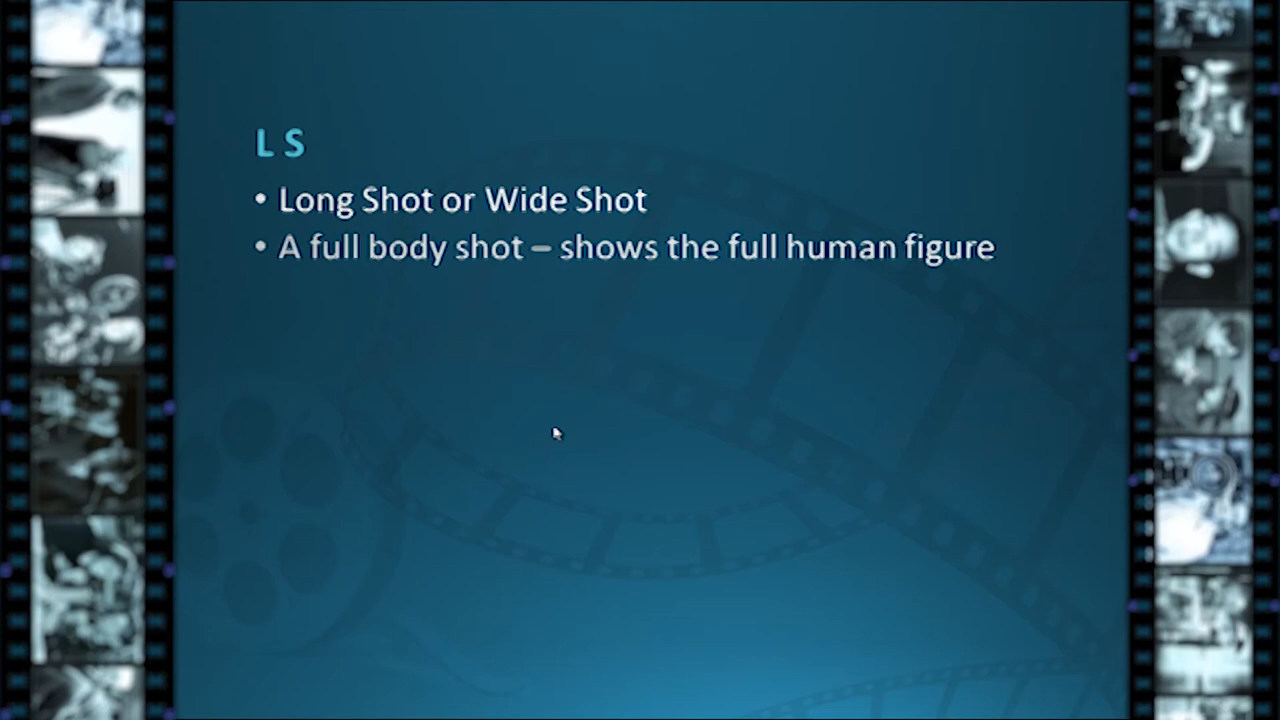 L S
• Long Shot or Wide Shot
• A full body shot – shows the full human figure